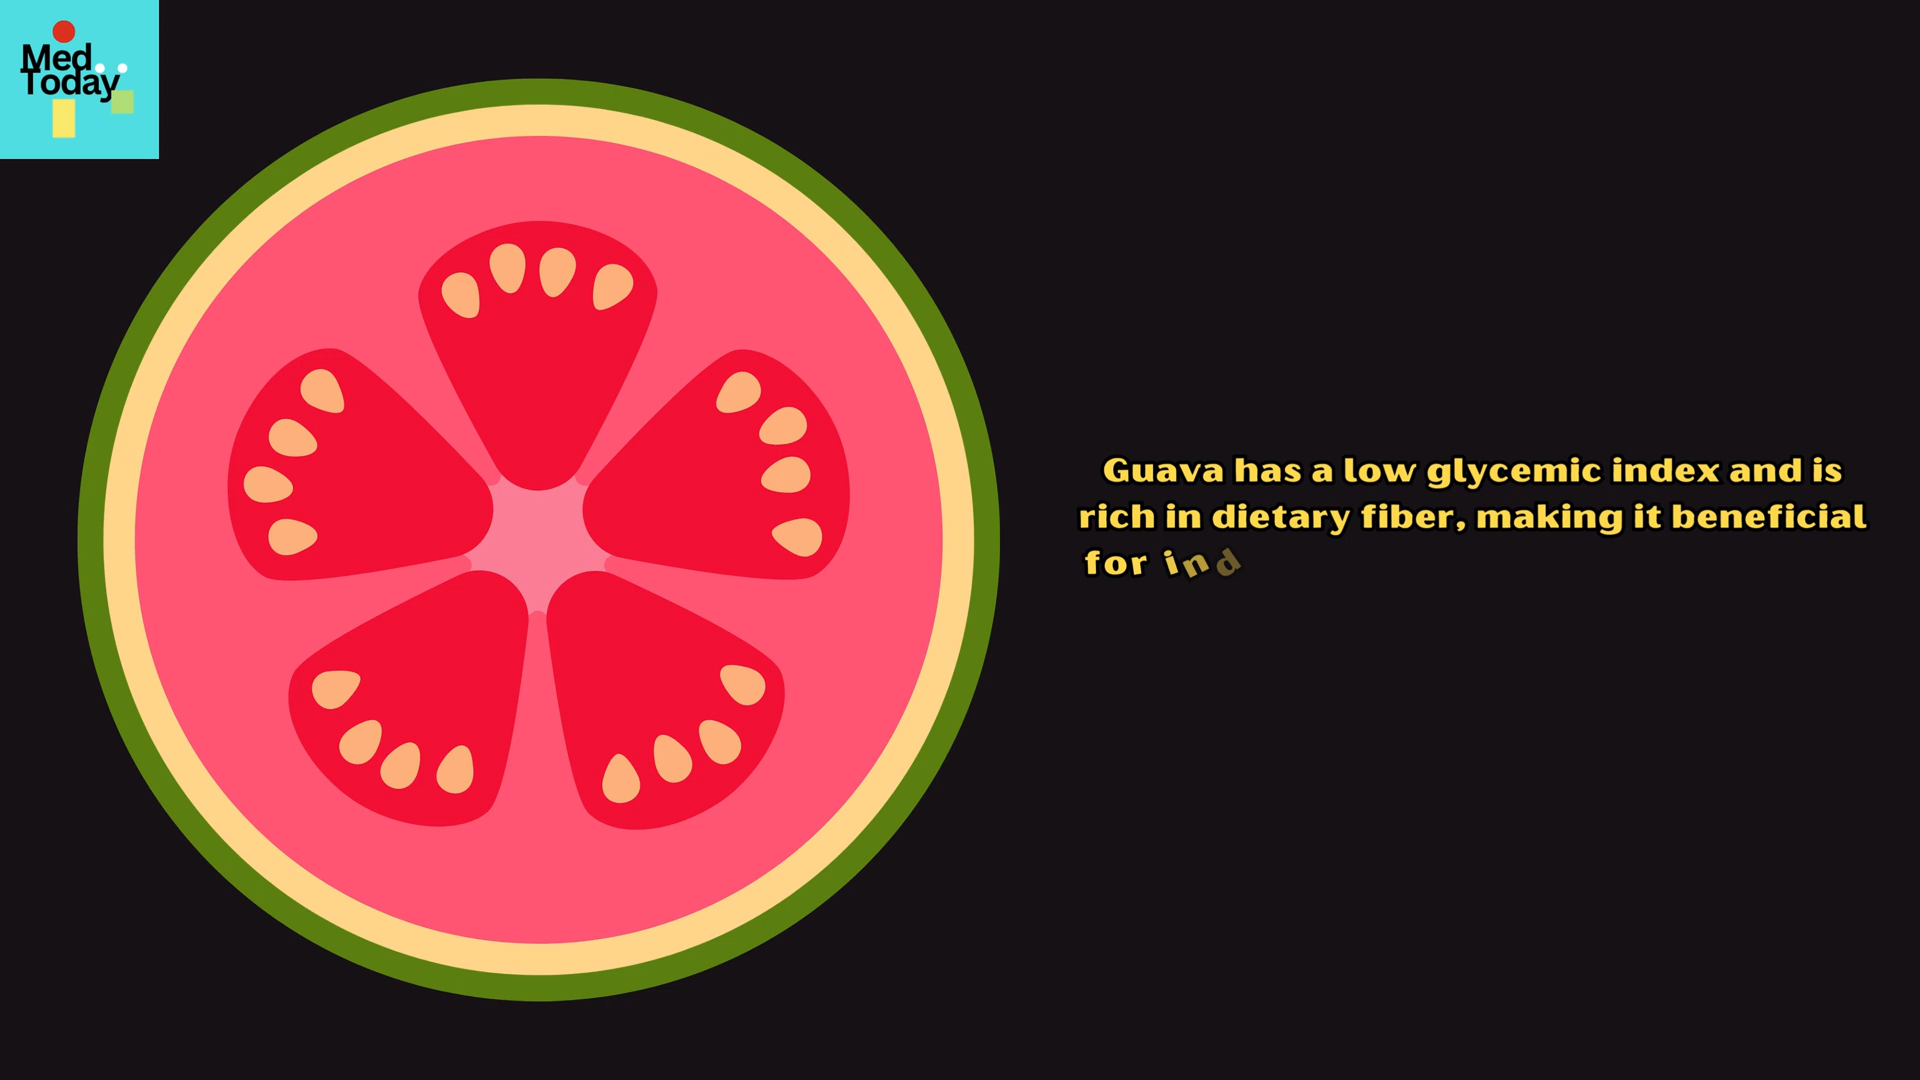 Med
Today
Guava has a low glycemic index and is
rich in dietary fiber, making it beneficial
for ind